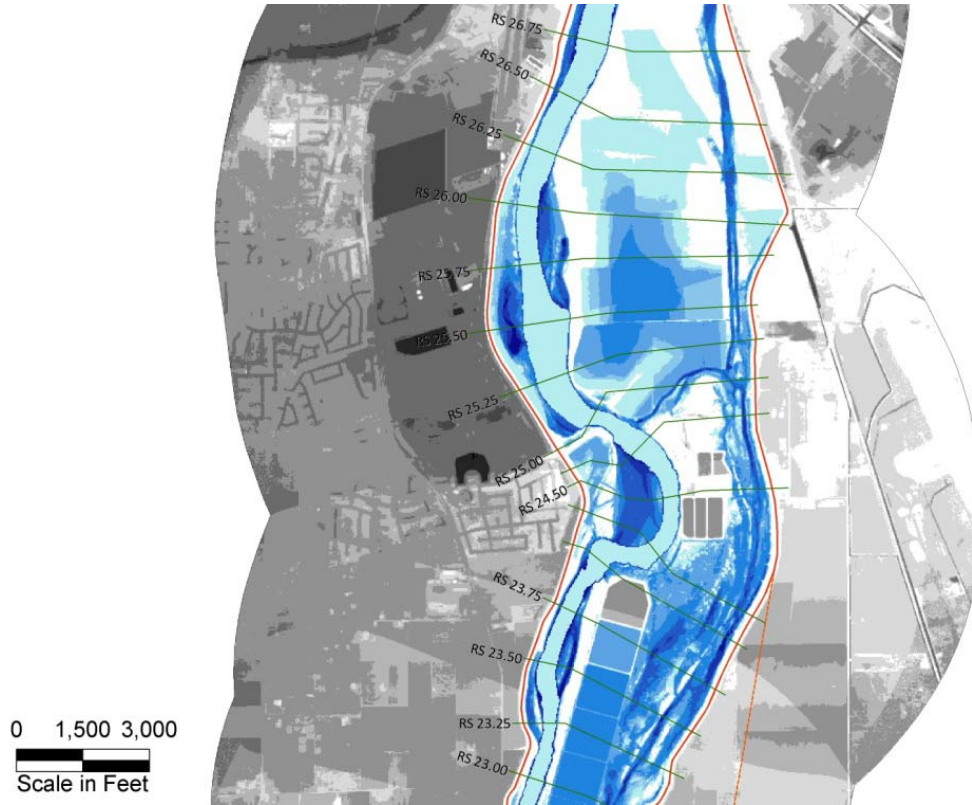 RS 26.75
RS 26.50
RS 26.25
RS 26.00
RS 25.75
RS 25.50
RS 25.25
RS 25.00
RS 24.50
RS 23.75
RS 23.50
RS 23.25
RS 23.00
0 1,500 3,000
Scale in Feet